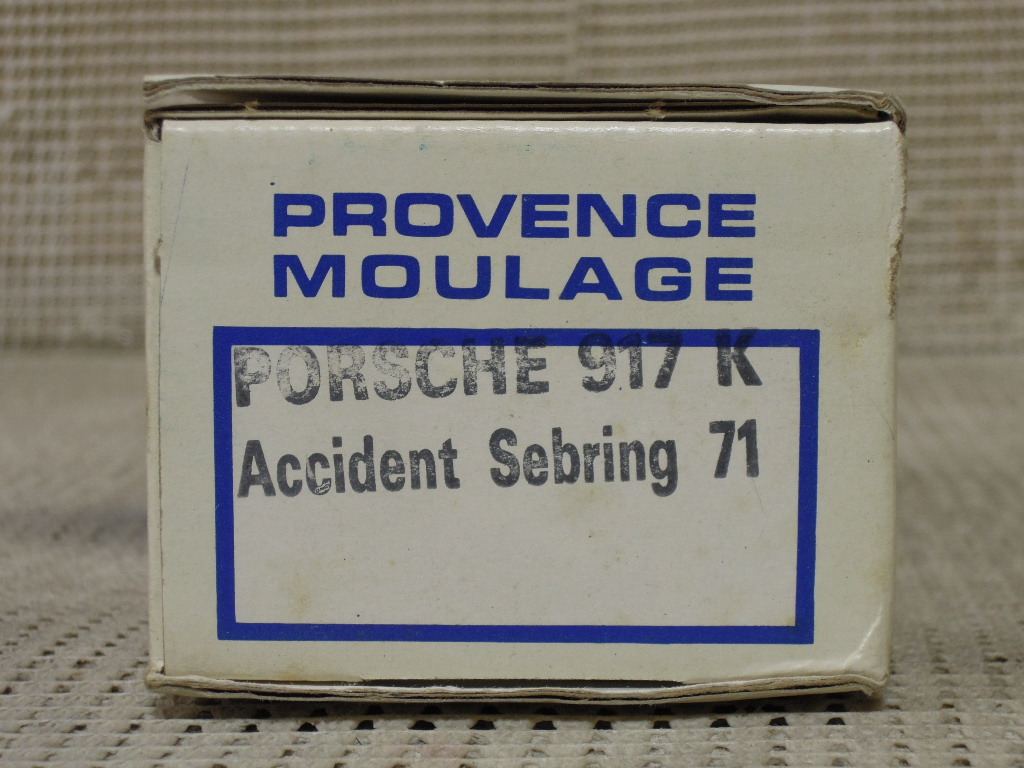 PROVENCE
MOULAGE
PORSCHE 917 K
Accident Sebring 71